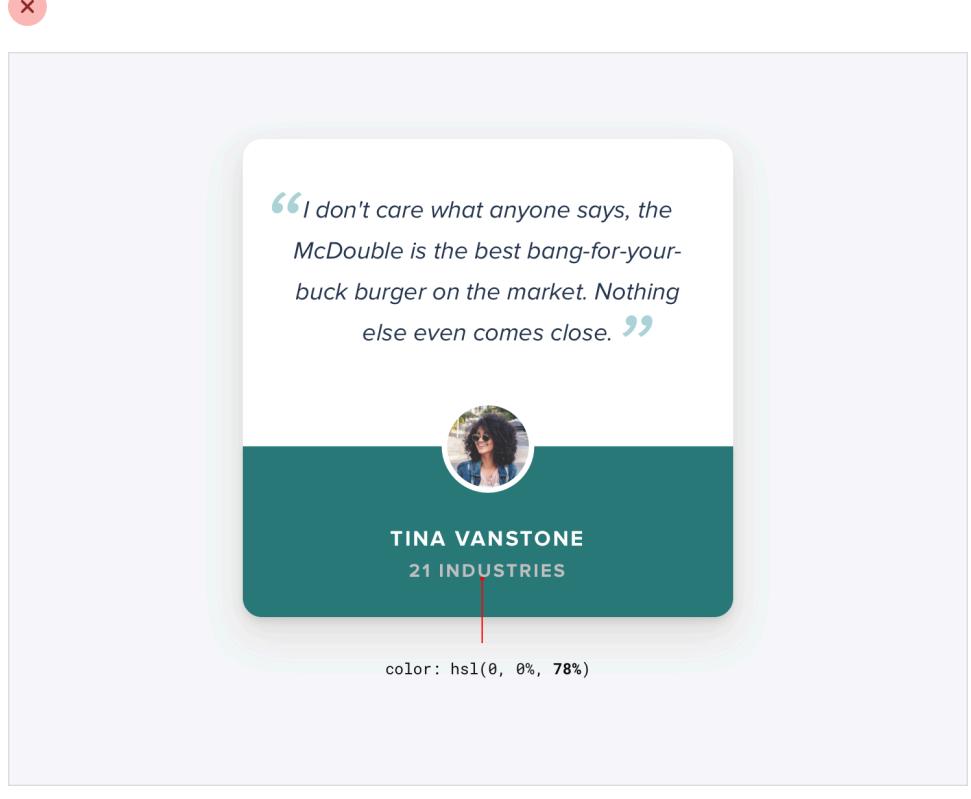 “I don't care what anyone says, the
McDouble is the best bang-for-your-
buck burger on the market. Nothing
else even comes close. ”
TINA VANSTONE
21 INDUSTRIES
color: hsl(0, 0%, 78%)